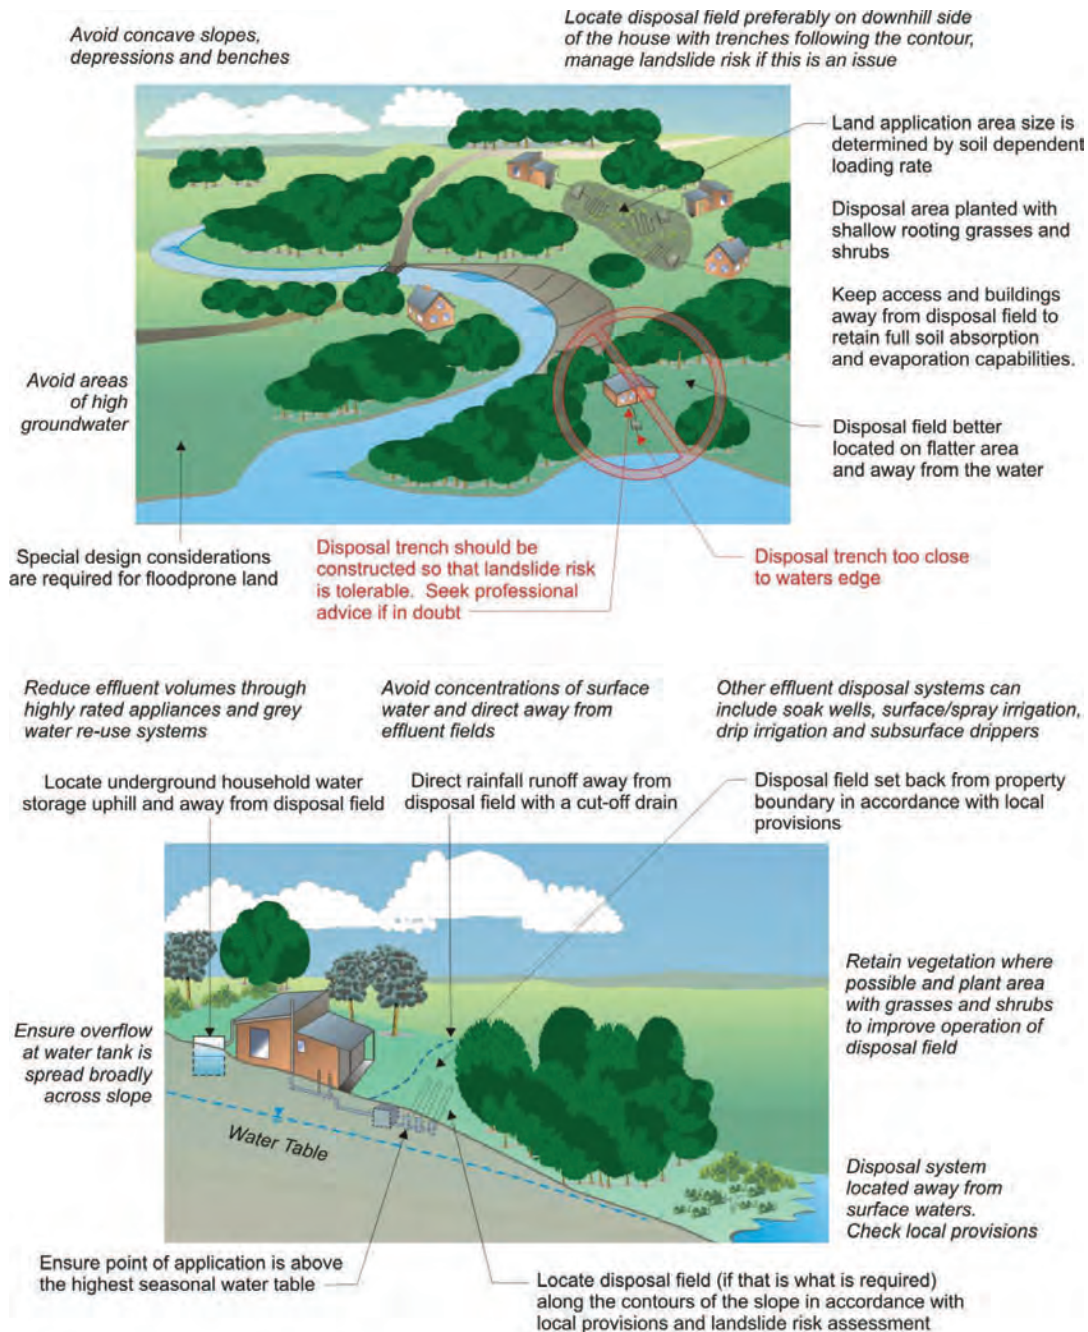 Avoid concave slopes,
depressions and benches
Locate disposal field preferably on downhill side
of the house with trenches following the contour,
manage landslide risk if this is an issue
Land application area size is
determined by soil dependent
loading rate
Disposal area planted with
shallow rooting grasses and
shrubs
Keep access and buildings
away from disposal field to
retain full soil absorption
and evaporation capabilities.
Avoid areas
of high
groundwater
Disposal field better
located on flatter area
and away from the water
Special design considerations
are required for floodprone land
Disposal trench should be
constructed so that landslide risk
is tolerable. Seek professional
advice if in doubt
Disposal trench too close
to waters edge
Reduce effluent volumes through
highly rated appliances and grey
water re-use systems
Avoid concentrations of surface
water and direct away from
effluent fields
Other effluent disposal systems can
include soak wells, surface/spray irrigation,
drip irrigation and subsurface drippers
Locate underground household water
storage uphill and away from disposal field
Direct rainfall runoff away from
disposal field with a cut-off drain
Disposal field set back from property
boundary in accordance with local
provisions
Ensure overflow
at water tank is
spread broadly
across slope
Water Table
Retain vegetation where
possible and plant area
with grasses and shrubs
to improve operation of
disposal field
Disposal system
located away from
surface waters.
Check local provisions
Ensure point of application is above
the highest seasonal water table
Locate disposal field (if that is what is required)
along the contours of the slope in accordance with
local provisions and landslide risk assessment